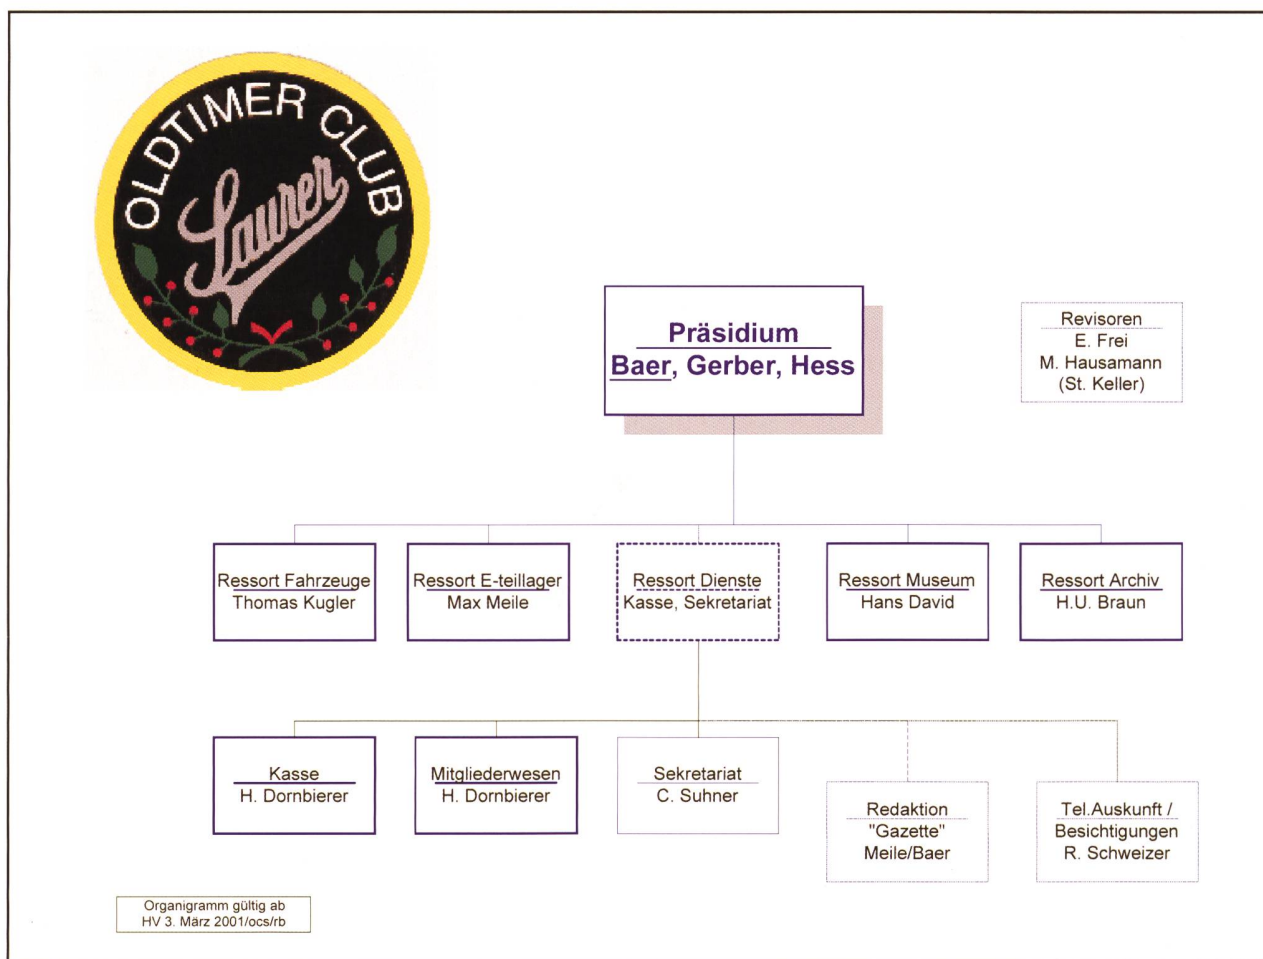 OLDTIMER CLUB
Saurer
Präsidium
Baer, Gerber, Hess
Revisoren
E. Frei
M. Hausamann
(St. Keller)
Ressort Fahrzeuge
Thomas Kugler
Ressort E-teillager
Max Meile
Ressort Dienste
Kasse, Sekretariat
Ressort Museum
Hans David
Ressort Archiv
H.U. Braun
Kasse
H. Dornbierer
Mitgliederwesen
H. Dornbierer
Sekretariat
C. Suhner
Redaktion
"Gazette"
Meile/Baer
Tel.Auskunft /
Besichtigungen
R. Schweizer
Organigramm gültig ab
HV 3. März 2001/ocs/rb